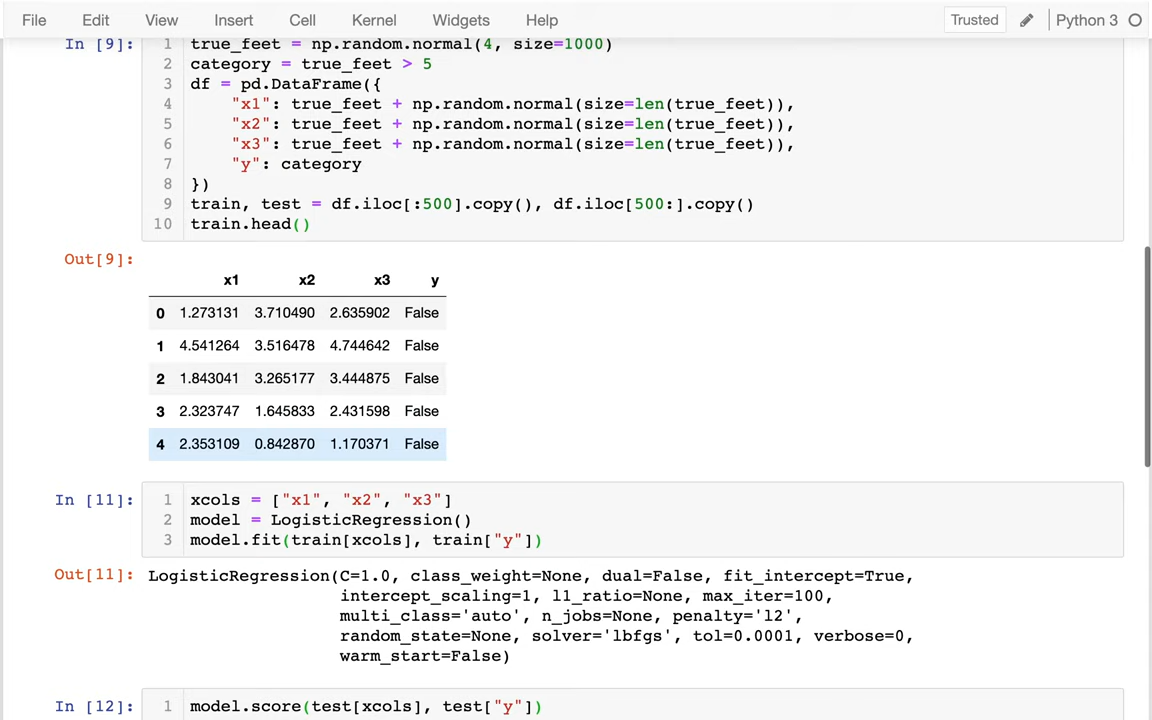 File Edit View Insert Cell Kernel Widgets Help Trusted Python 3
In [9]: 1 true_feet = np.random.normal(4, size=1000)
2 category = true_feet > 5
3 df = pd.DataFrame({
4 "x1": true_feet + np.random.normal(size=len(true_feet)),
5 "x2": true_feet + np.random.normal(size=len(true_feet)),
6 "x3": true_feet + np.random.normal(size=len(true_feet)),
7 "y": category
8 })
9 train, test = df.iloc[:500].copy(), df.iloc[500:].copy()
10 train.head()
Out[9]:
x1 x2 x3 y
0 1.273131 3.710490 2.635902 False
1 4.541264 3.516478 4.744642 False
2 1.843041 3.265177 3.444875 False
3 2.323747 1.645833 2.431598 False
4 2.353109 0.842870 1.170371 False
In [11]: 1 xcols = ["x1", "x2", "x3"]
2 model = LogisticRegression()
3 model.fit(train[xcols], train["y"])
Out[11]: LogisticRegression(C=1.0, class_weight=None, dual=False, fit_intercept=True,
intercept_scaling=1, l1_ratio=None, max_iter=100,
multi_class='auto', n_jobs=None, penalty='l2',
random_state=None, solver='lbfgs', tol=0.0001, verbose=0,
warm_start=False)
In [12]: 1 model.score(test[xcols], test["y"])